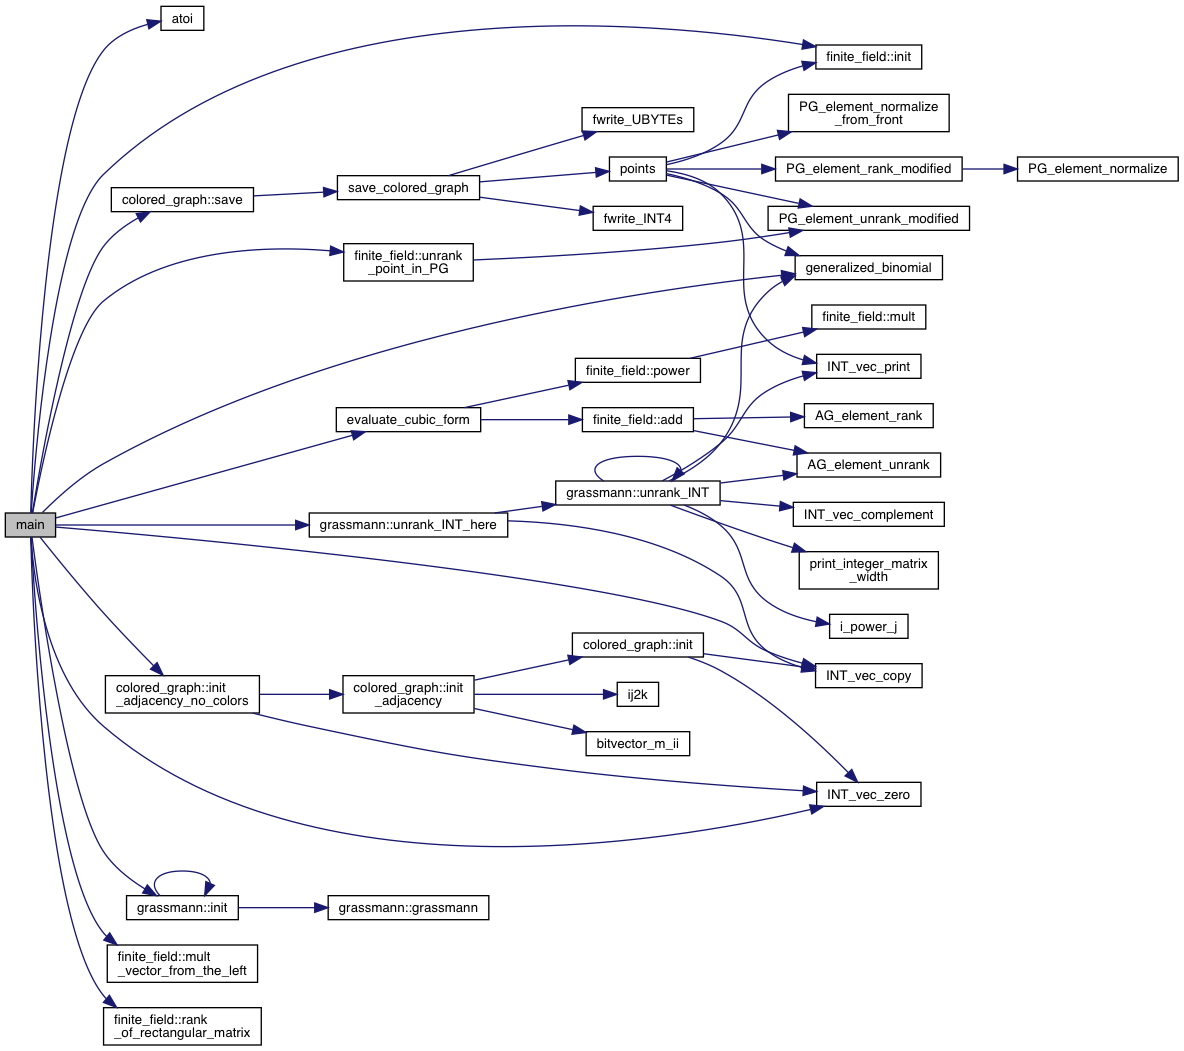 atoi
finite_field::init
PG_element_normalize
_from_front
fwrite_UBYTEs
points
PG_element_rank_modified
PG_element_normalize
save_colored_graph
colored_graph::save
fwrite_INT4
PG_element_unrank_modified
finite_field::unrank
_point_in_PG
generalized_binomial
finite_field::mult
finite_field::power
INT_vec_print
evaluate_cubic_form
finite_field::add
AG_element_rank
AG_element_unrank
grassmann::unrank_INT
INT_vec_complement
main
grassmann::unrank_INT_here
print_integer_matrix
_width
i_power_j
colored_graph::init
INT_vec_copy
colored_graph::init
_adjacency_no_colors
colored_graph::init
_adjacency
ij2k
bitvector_m_ii
INT_vec_zero
grassmann::init
grassmann::grassmann
finite_field::mult
_vector_from_the_left
finite_field::rank
_of_rectangular_matrix